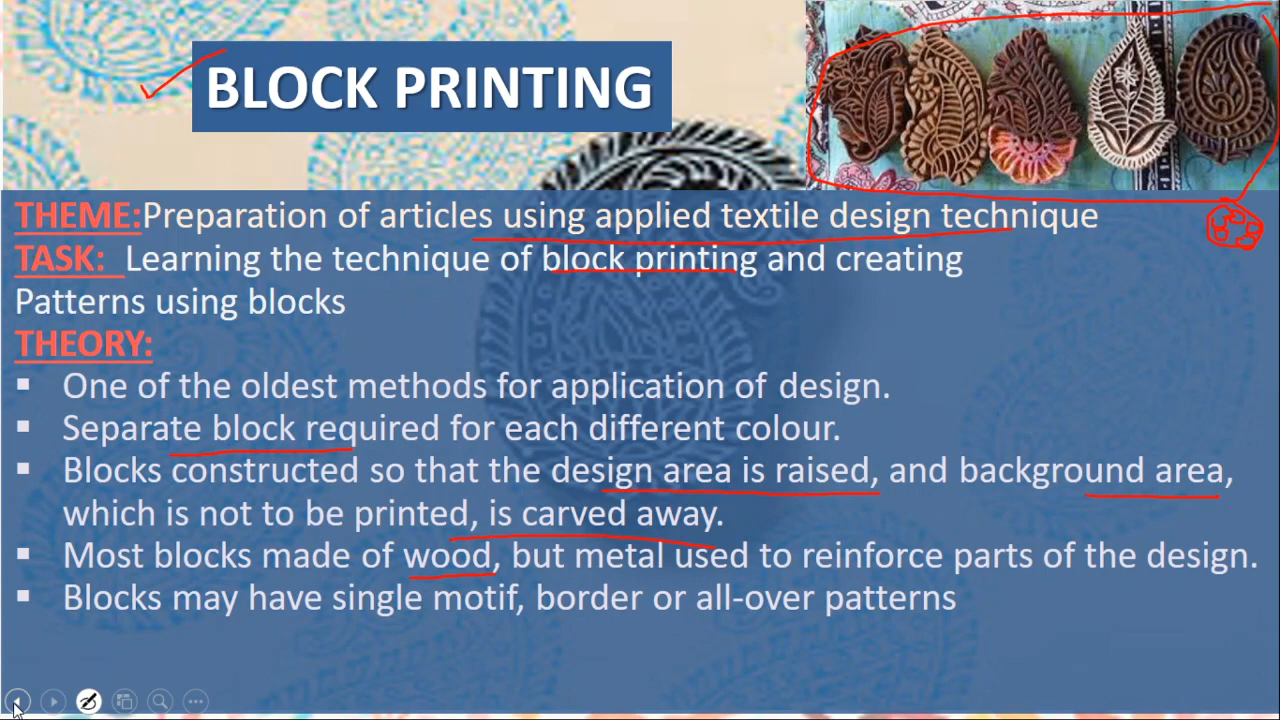 BLOCK PRINTING
THEME:Preparation of articles using applied textile design technique
TASK: Learning the technique of block printing and creating
Patterns using blocks
THEORY:
▪ One of the oldest methods for application of design.
▪ Separate block required for each different colour.
▪ Blocks constructed so that the design area is raised, and background area,
which is not to be printed, is carved away.
▪ Most blocks made of wood, but metal used to reinforce parts of the design.
▪ Blocks may have single motif, border or all-over patterns